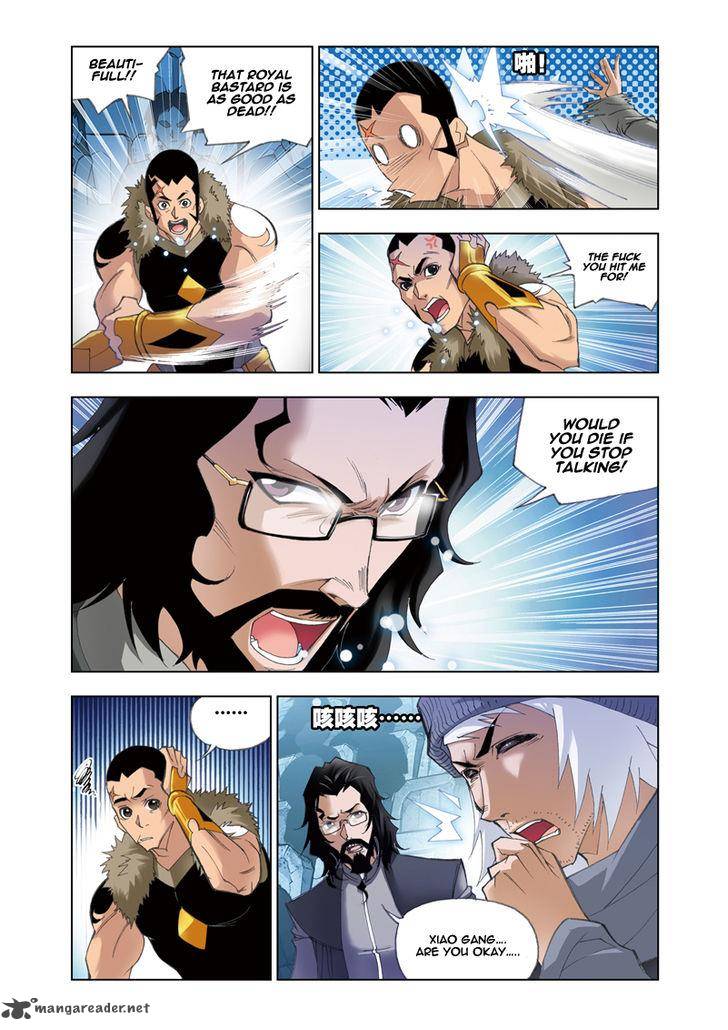 BEAUTI-
FULL!!
THAT ROYAL
BASTARD IS
AS GOOD AS
DEAD!!
啪!
THE FUCK
YOU HIT ME
FOR!
WOULD
YOU DIE IF
YOU STOP
TALKING!
......
咳咳咳······
XIAO GANG....
ARE YOU OKAY.....
mangareader.net